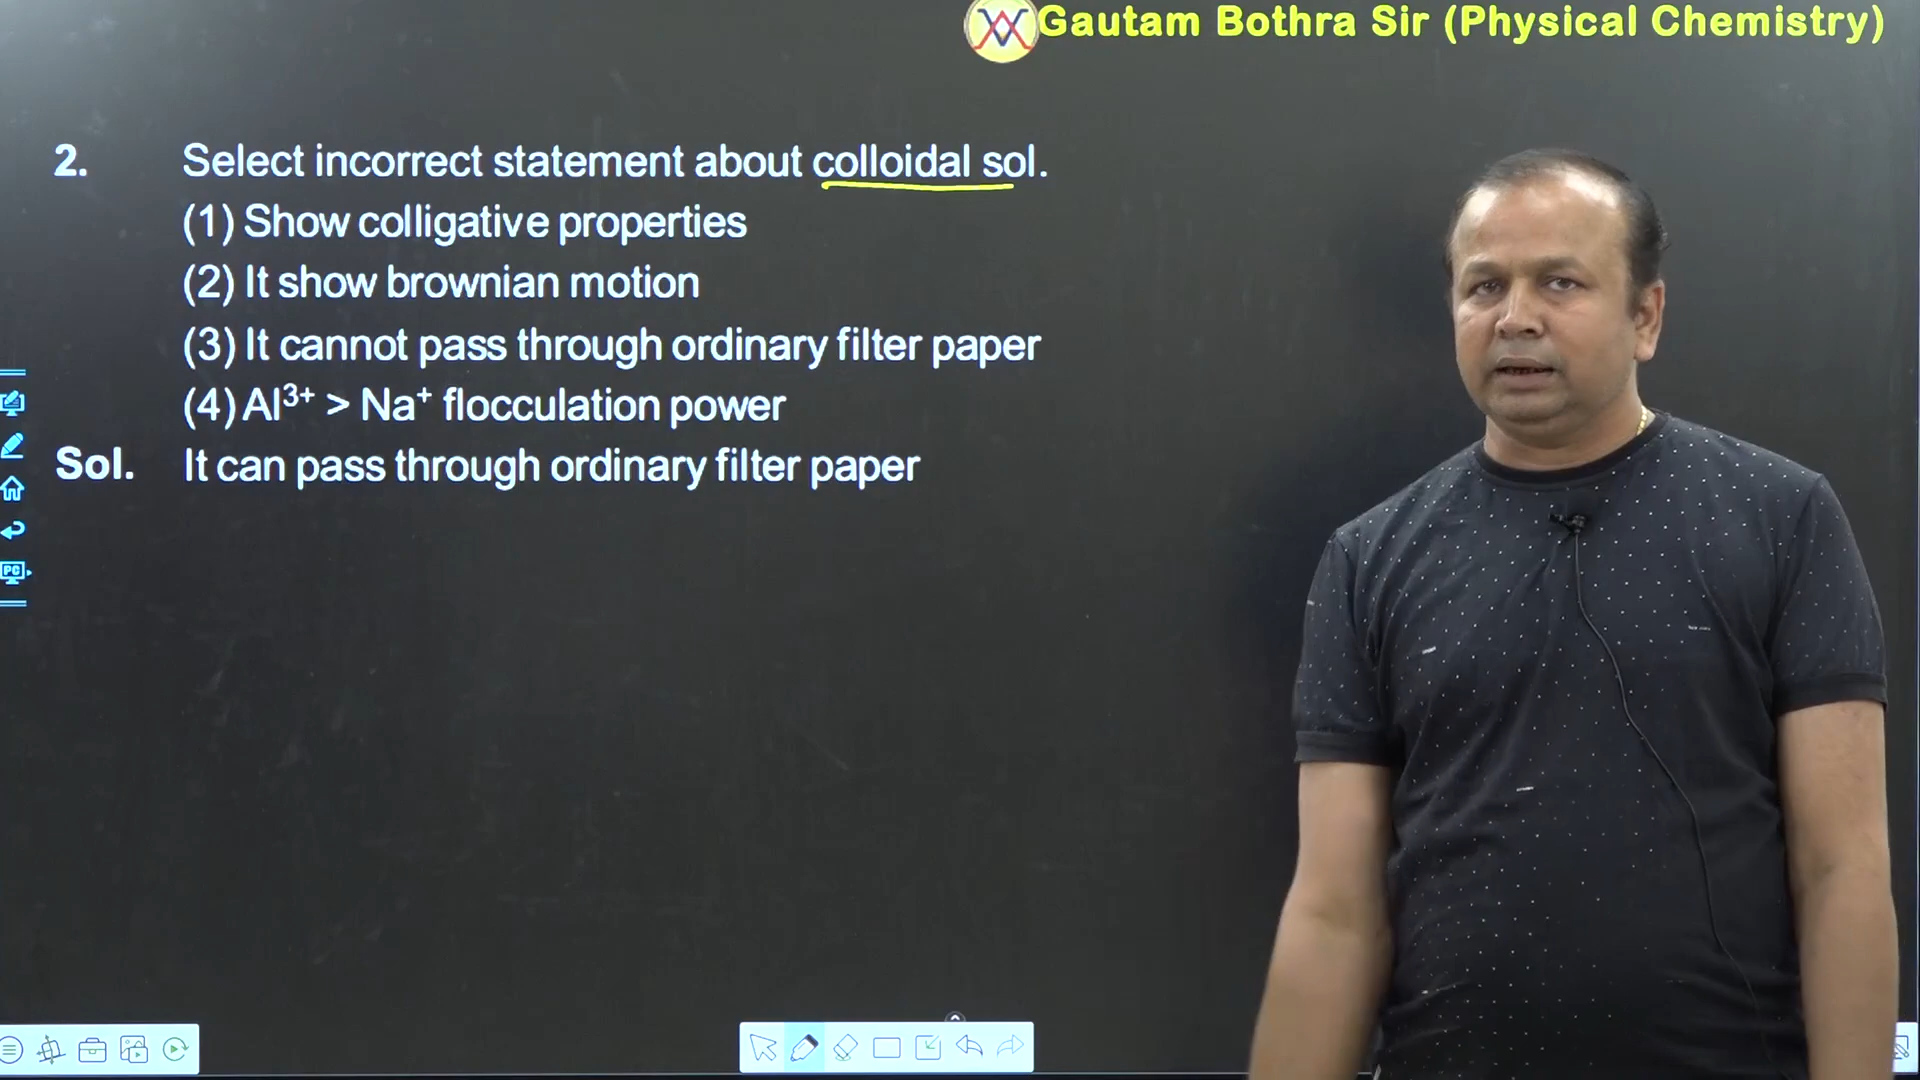 Gautam Bothra Sir (Physical Chemistry)
2. Select incorrect statement about colloidal sol.
(1) Show colligative properties
(2) It show brownian motion
(3) It cannot pass through ordinary filter paper
(4) Al³⁺ > Na⁺ flocculation power
Sol. It can pass through ordinary filter paper
PC